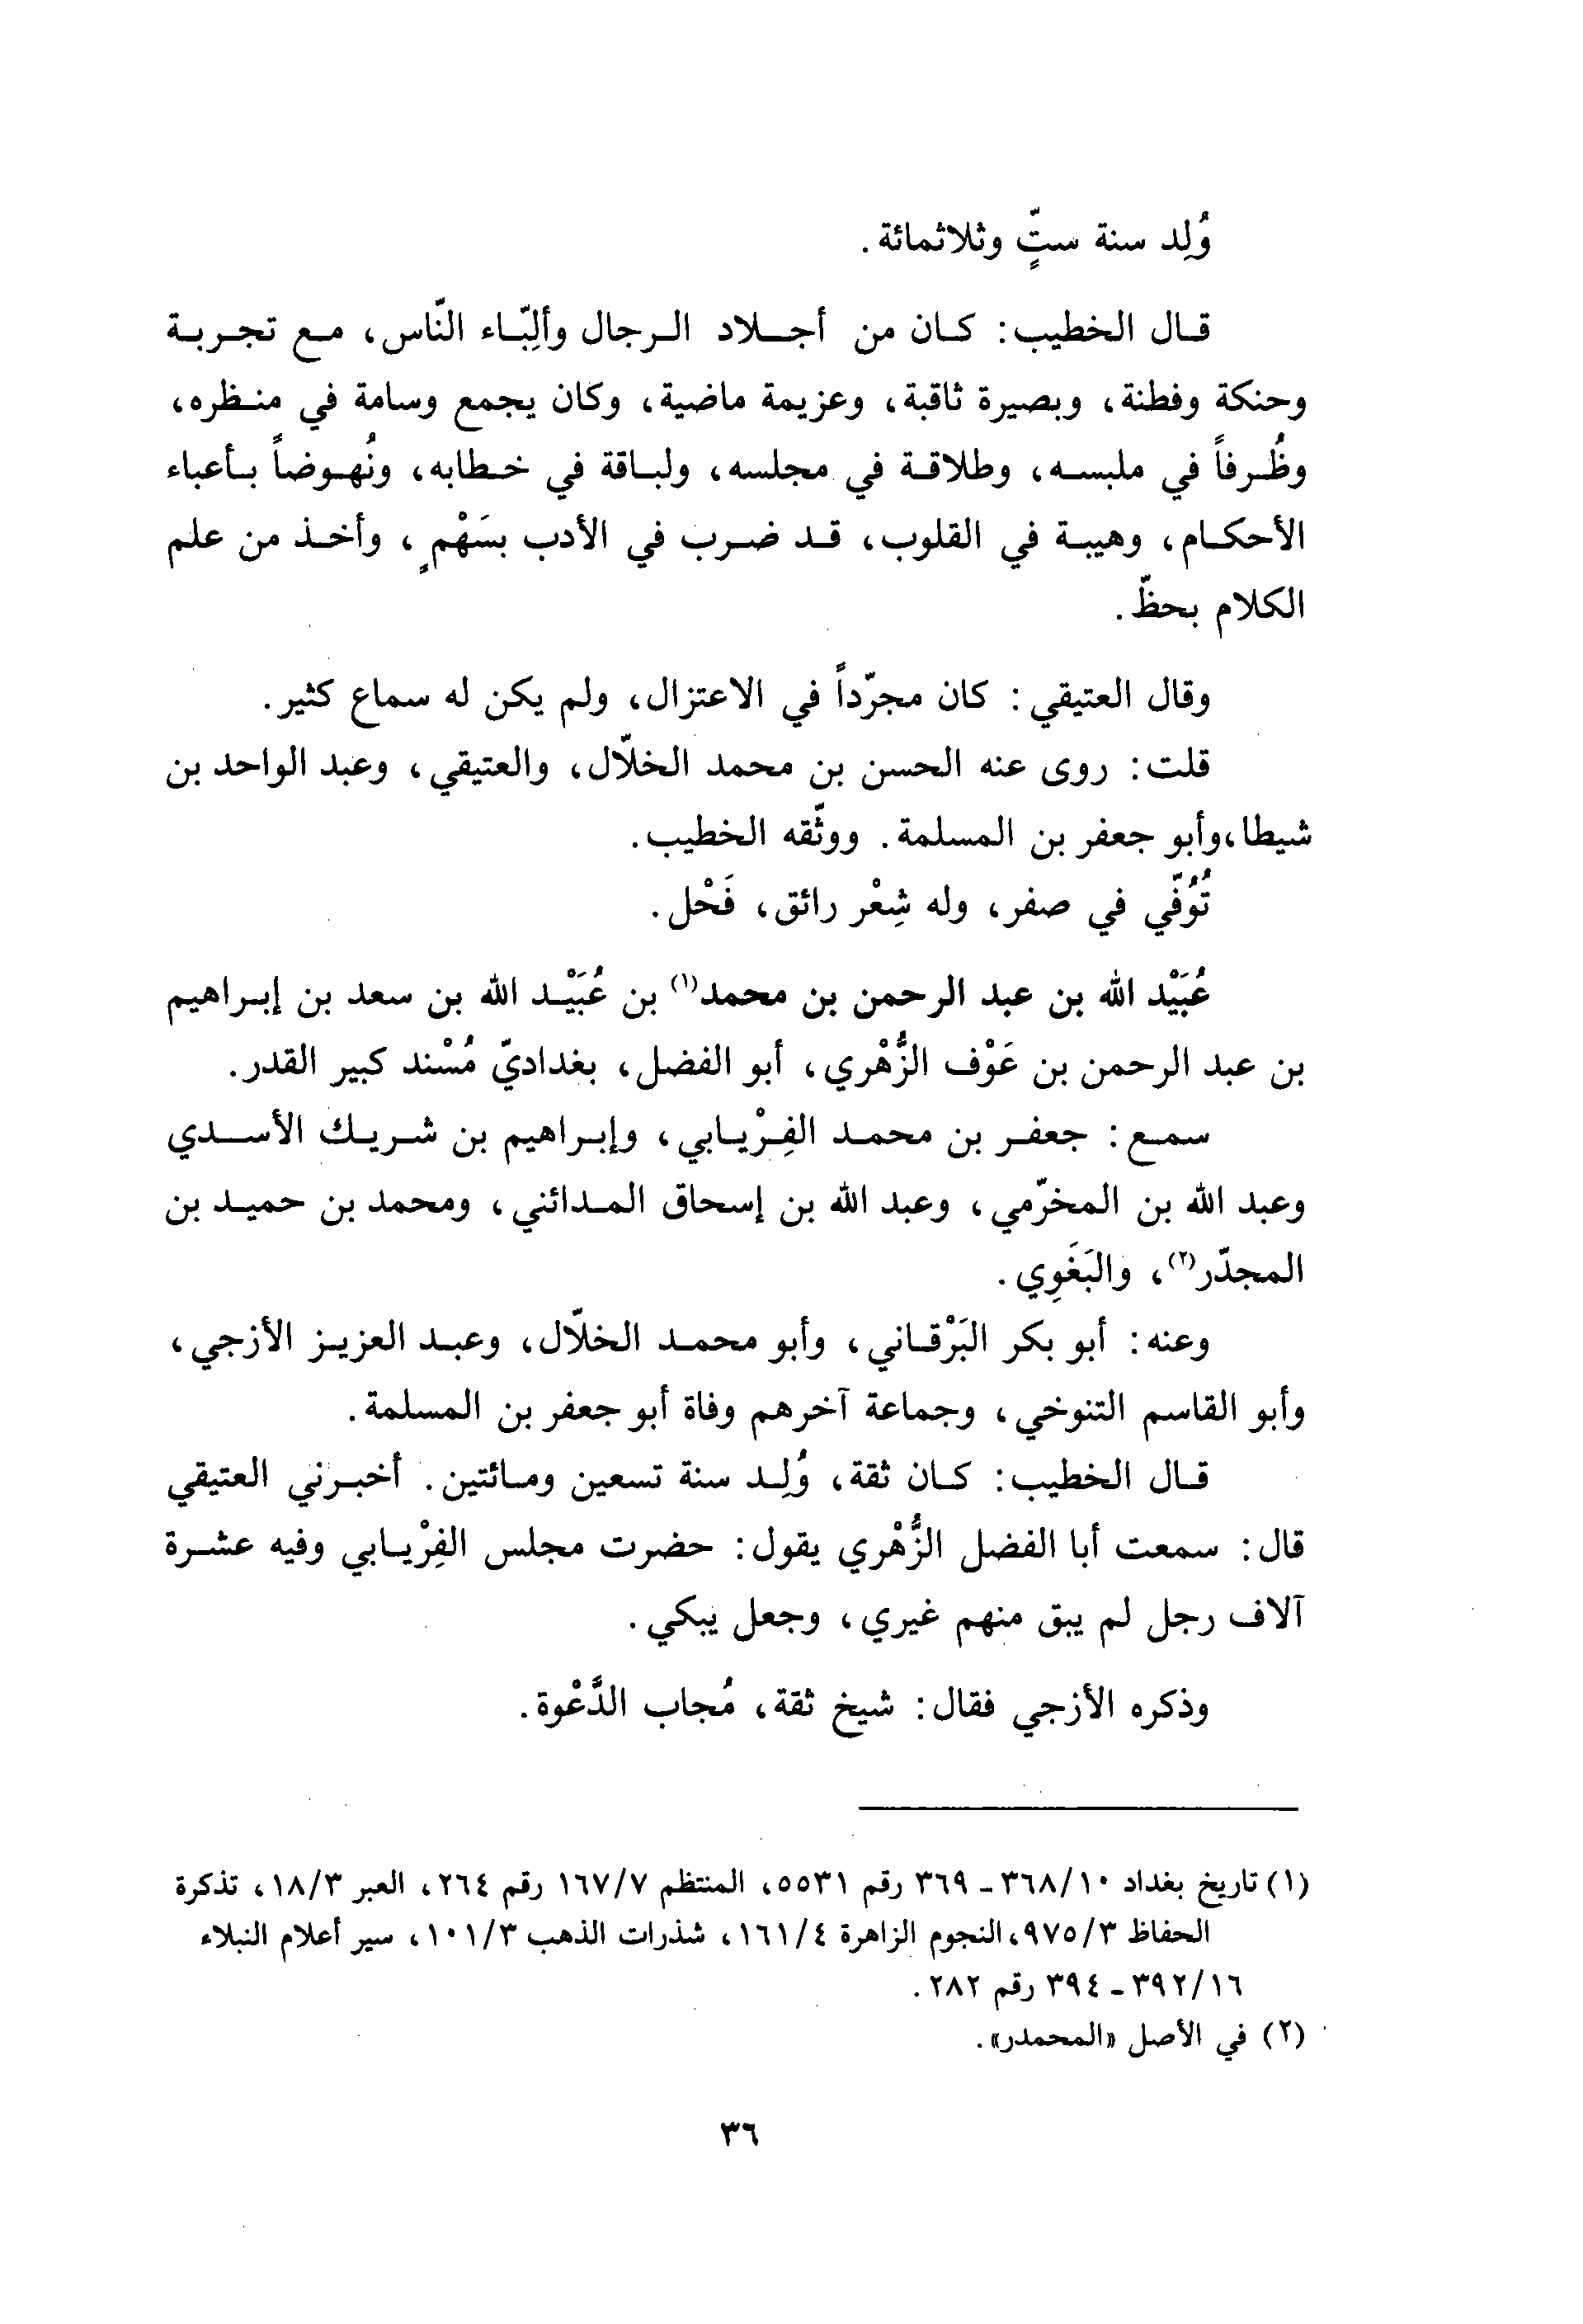 وُلِد سنة ستٍّ وثلاثمائة.
قال الخطيب: كان من أجلاد الرجال وألِبّاء النّاس، مع تجربة
وحنكة وفطنة، وبصيرة ثاقبة، وعزيمة ماضية، وكان يجمع وسامة في منظره،
وظُرفاً في ملبسه، وطلاقة في مجلسه، ولباقة في خطابه، ونُهوضاً بأعباء
الأحكام، وهيبة في القلوب، قد ضرب في الأدب بسَهْمٍ، وأخذ من علم
الكلام بحظّ.
وقال العتيقي: كان مجرّداً في الاعتزال، ولم يكن له سماع كثير.
قلت: روى عنه الحسن بن محمد الخلاّل، والعتيقي، وعبد الواحد بن
شيطا، وأبو جعفر بن المسلمة. ووثّقه الخطيب.
تُوُفّي في صفر، وله شِعْر رائق، فَحْل.
عُبَيْد الله بن عبد الرحمن بن محمد(١) بن عُبَيْد الله بن سعد بن إبراهيم
بن عبد الرحمن بن عَوْف الزُّهْري، أبو الفضل، بغداديّ مُسْند كبير القدر.
سمع: جعفر بن محمد الفِرْيابي، وإبراهيم بن شريك الأسدي
وعبد الله بن المخرّمي، وعبد الله بن إسحاق المدائني، ومحمد بن حميد بن
المجدّر(٢)، والبَغَوِي.
وعنه: أبو بكر البَرْقاني، وأبو محمد الخلاّل، وعبد العزيز الأزجي،
وأبو القاسم التنوخي، وجماعة آخرهم وفاة أبو جعفر بن المسلمة.
قال الخطيب: كان ثقة، وُلِد سنة تسعين ومائتين. أخبرني العتيقي
قال: سمعت أبا الفضل الزُّهْري يقول: حضرت مجلس الفِرْيابي وفيه عشرة
آلاف رجل لم يبق منهم غيري، وجعل يبكي.
وذكره الأزجي فقال: شيخ ثقة، مُجاب الدَّعْوة.
(١) تاريخ بغداد ٣٦٨/١٠ - ٣٦٩ رقم ٥٥٣١، المنتظم ١٦٧/٧ رقم ٢٦٤، العبر ١٨/٣، تذكرة
الحفاظ ٩٧٥/٣، النجوم الزاهرة ١٦١/٤، شذرات الذهب ١٠١/٣، سير أعلام النبلاء
٣٩٢/١٦ - ٣٩٤ رقم ٢٨٢.
(٢) في الأصل «المحمدر».
٣٦